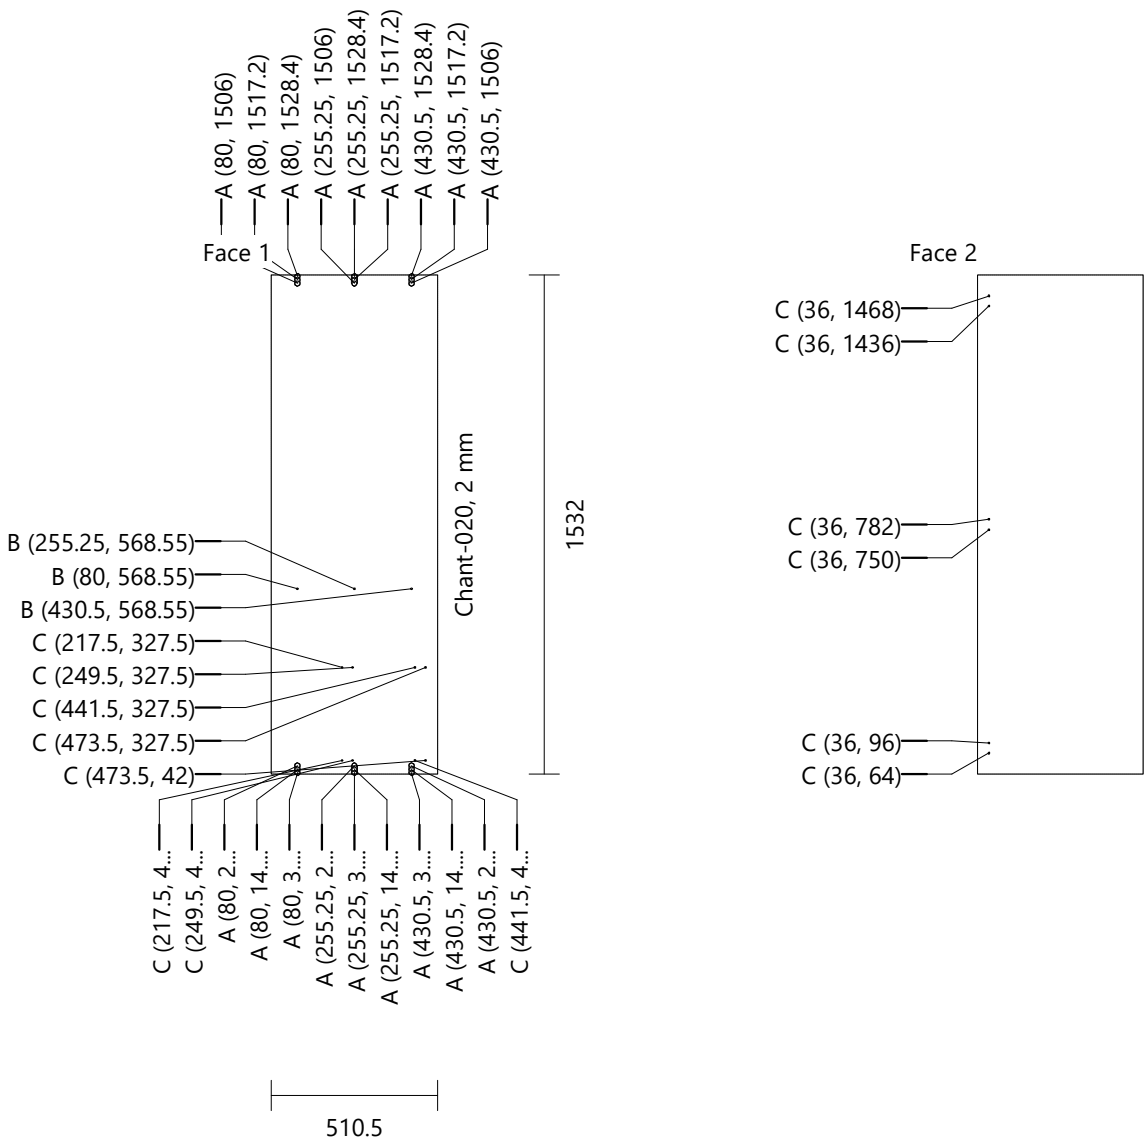 A (80, 1506)
A (80, 1517.2)
A (80, 1528.4)
A (255.25, 1506)
A (255.25, 1528.4)
A (255.25, 1517.2)
A (430.5, 1528.4)
A (430.5, 1517.2)
A (430.5, 1506)
Face 1
Face 2
C (36, 1468)
C (36, 1436)
Chant-020, 2 mm
1532
B (255.25, 568.55)
B (80, 568.55)
B (430.5, 568.55)
C (217.5, 327.5)
C (249.5, 327.5)
C (441.5, 327.5)
C (473.5, 327.5)
C (473.5, 42)
C (36, 782)
C (36, 750)
C (36, 96)
C (36, 64)
C (217.5, 4...
C (249.5, 4...
A (80, 2...
A (80, 14....
A (80, 3....
A (255.25, 2...
A (255.25, 3....
A (255.25, 14....
A (430.5, 3....
A (430.5, 14....
A (430.5, 2...
C (441.5, 4...
510.5